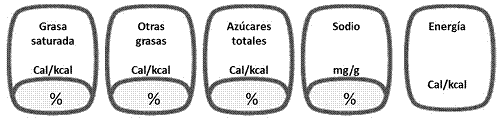 Grasa saturada
Cal/kcal
%
Otras grasas
Cal/kcal
%
Azúcares totales
Cal/kcal
%
Sodio
mg/g
%
Energía
Cal/kcal